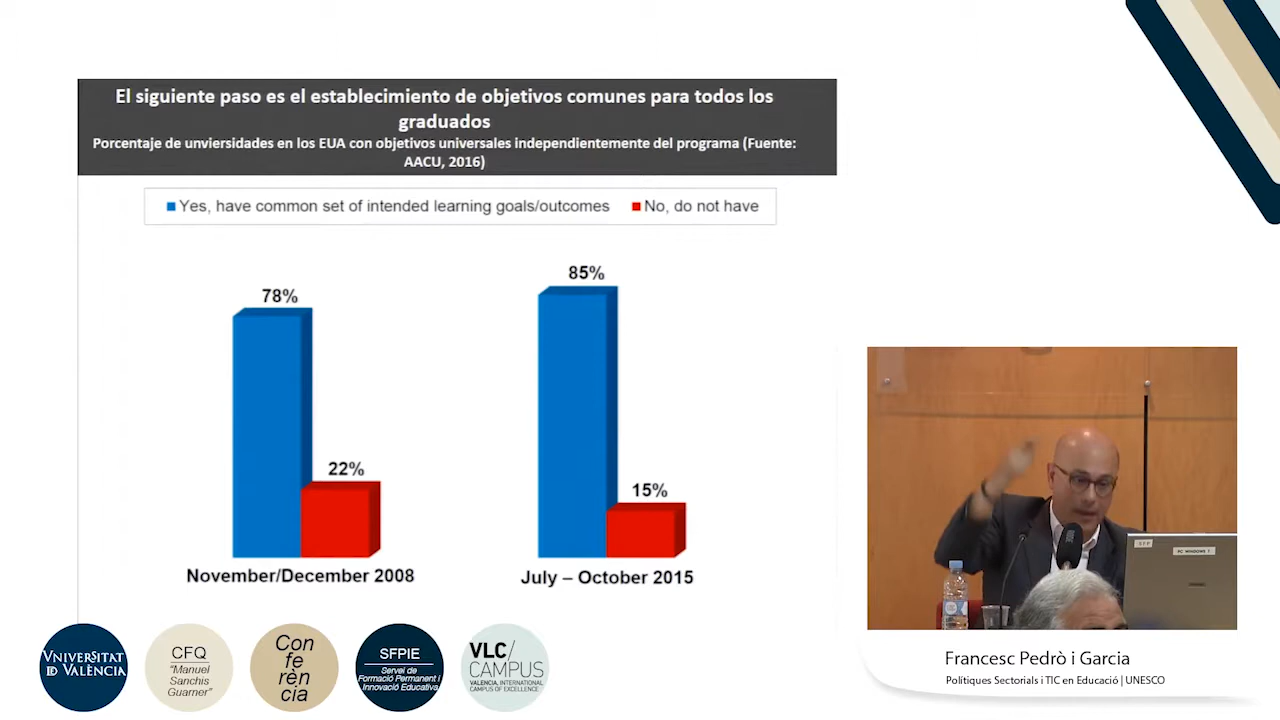 El siguiente paso es el establecimiento de objetivos comunes para todos los
graduados
Porcentaje de unviersidades en los EUA con objetivos universales independientemente del programa (Fuente:
AACU, 2016)
Yes, have common set of intended learning goals/outcomes
No, do not have
78%
22%
85%
15%
November/December 2008
July – October 2015
VNIVERSITAT
ID VALÈNCIA
CFQ
"Manuel
Sanchis
Guarner"
Con
fe
rèn
cia
SFPIE
Servei de
Formació Permanent i
Innovació Educativa
VLC/
CAMPUS
VALENCIA, INTERNATIONAL
CAMPUS OF EXCELLENCE
PC WINDOWS 7
Francesc Pedrò i Garcia
Polítiques Sectorials i TIC en Educació | UNESCO